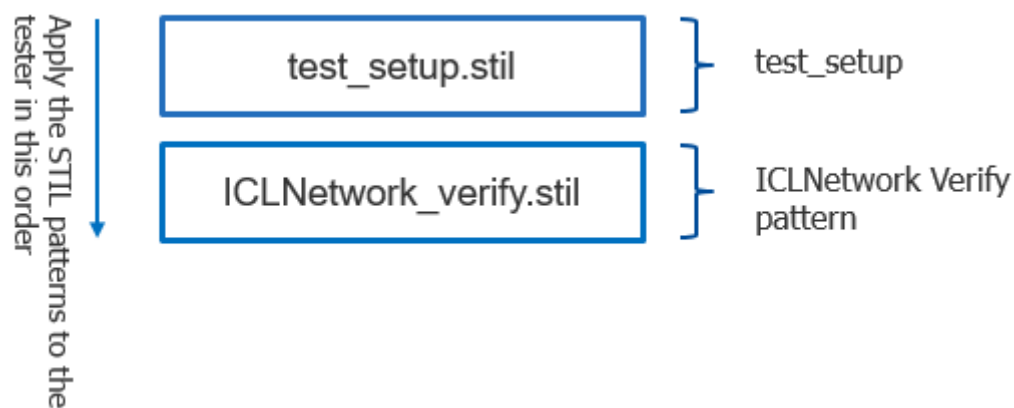 Apply the STIL patterns to the
tester in this order
test_setup.stil
test_setup
ICLNetwork_verify.stil
ICLNetwork Verify
pattern